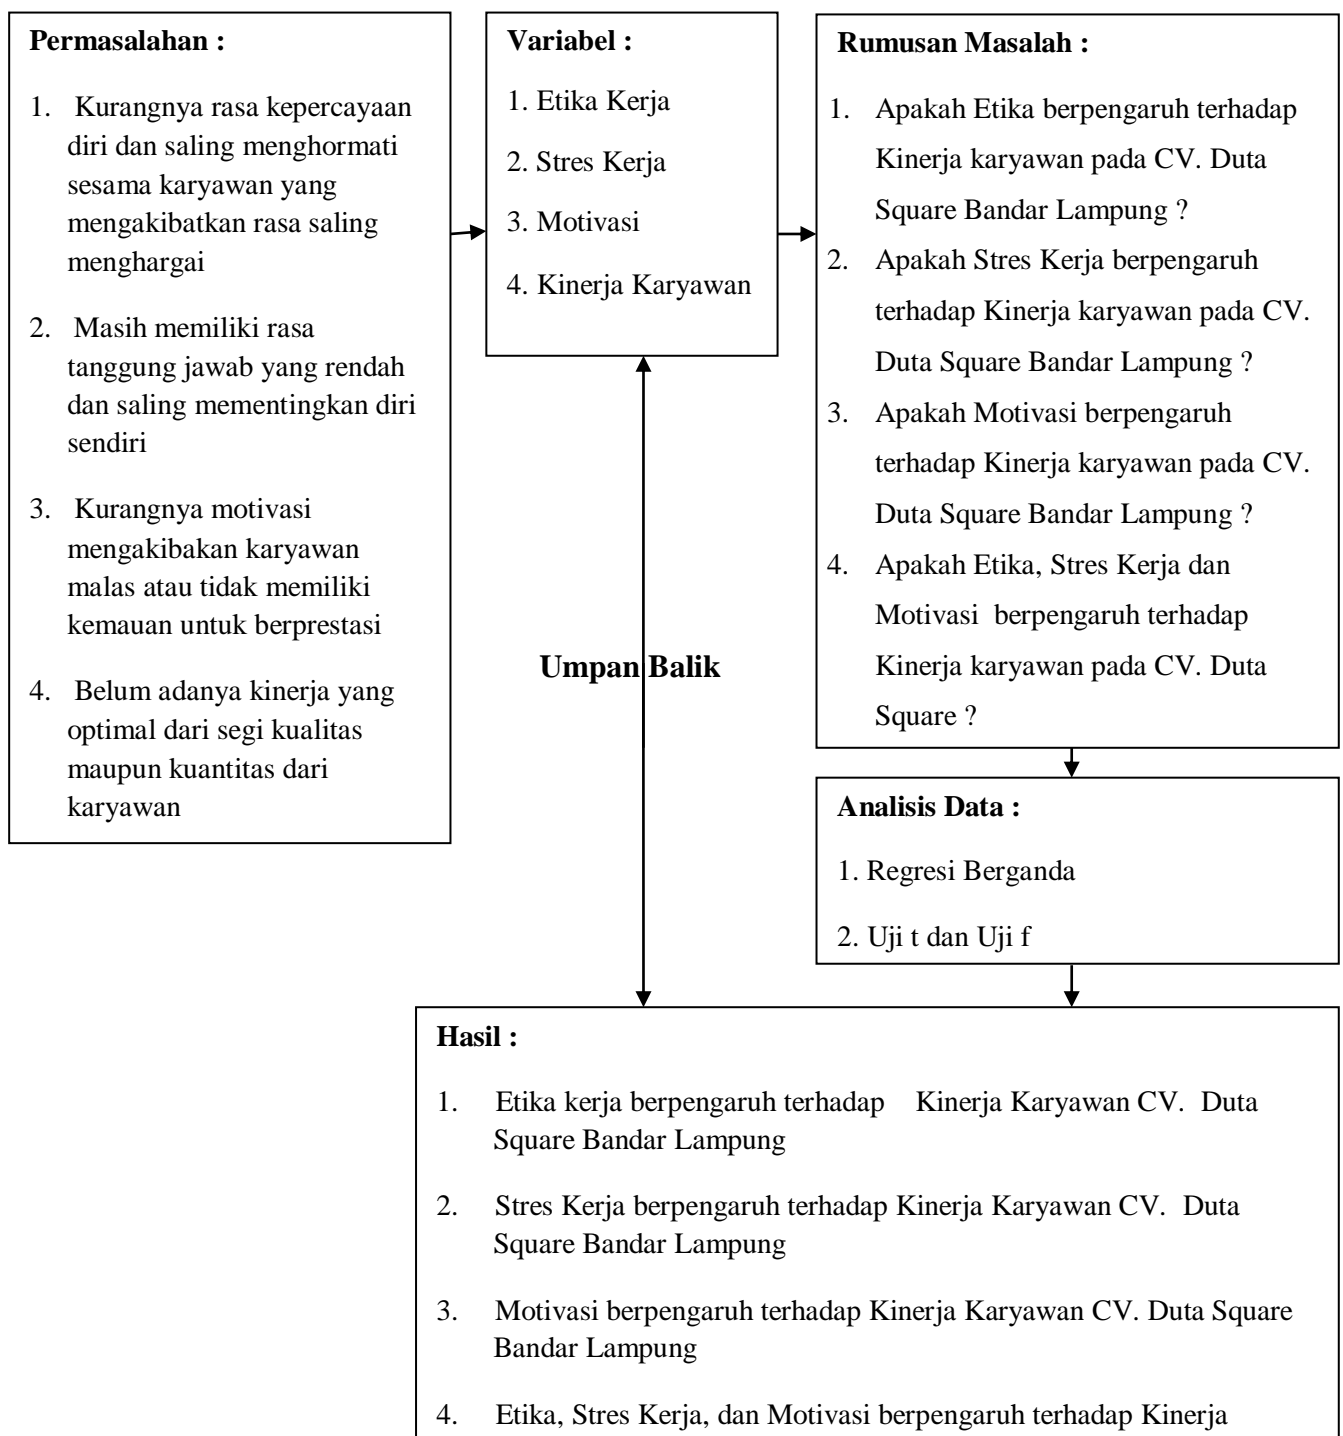 Permasalahan :
1. Kurangnya rasa kepercayaan
diri dan saling menghormati
sesama karyawan yang
mengakibatkan rasa saling
menghargai
2. Masih memiliki rasa
tanggung jawab yang rendah
dan saling mementingkan diri
sendiri
3. Kurangnya motivasi
mengakibakan karyawan
malas atau tidak memiliki
kemauan untuk berprestasi
4. Belum adanya kinerja yang
optimal dari segi kualitas
maupun kuantitas dari
karyawan
Variabel :
1. Etika Kerja
2. Stres Kerja
3. Motivasi
4. Kinerja Karyawan
Rumusan Masalah :
1. Apakah Etika berpengaruh terhadap
Kinerja karyawan pada CV. Duta
Square Bandar Lampung ?
2. Apakah Stres Kerja berpengaruh
terhadap Kinerja karyawan pada CV.
Duta Square Bandar Lampung ?
3. Apakah Motivasi berpengaruh
terhadap Kinerja karyawan pada CV.
Duta Square Bandar Lampung ?
4. Apakah Etika, Stres Kerja dan
Motivasi berpengaruh terhadap
Kinerja karyawan pada CV. Duta
Square ?
Umpan Balik
Analisis Data :
1. Regresi Berganda
2. Uji t dan Uji f
Hasil :
1. Etika kerja berpengaruh terhadap Kinerja Karyawan CV. Duta
Square Bandar Lampung
2. Stres Kerja berpengaruh terhadap Kinerja Karyawan CV. Duta
Square Bandar Lampung
3. Motivasi berpengaruh terhadap Kinerja Karyawan CV. Duta Square
Bandar Lampung
4. Etika, Stres Kerja, dan Motivasi berpengaruh terhadap Kinerja